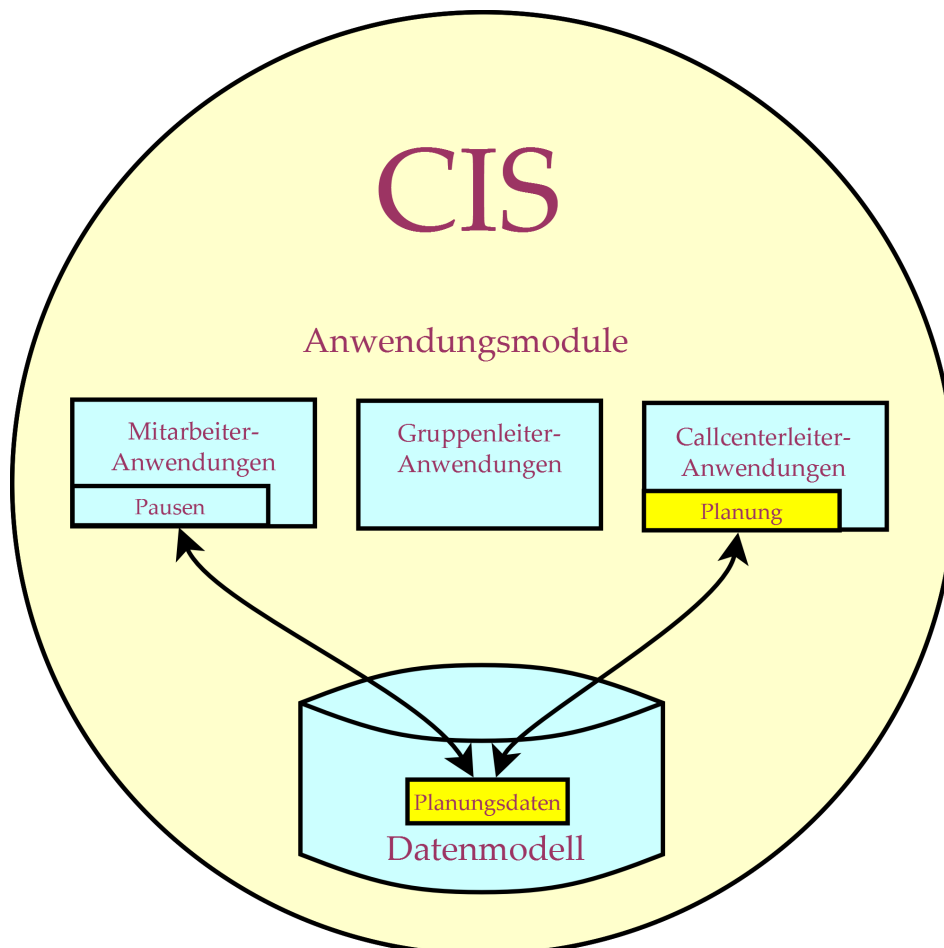 CIS
Anwendungsmodule
Mitarbeiter-
Anwendungen
Pausen
Gruppenleiter-
Anwendungen
Callcenterleiter-
Anwendungen
Planung
Planungsdaten
Datenmodell